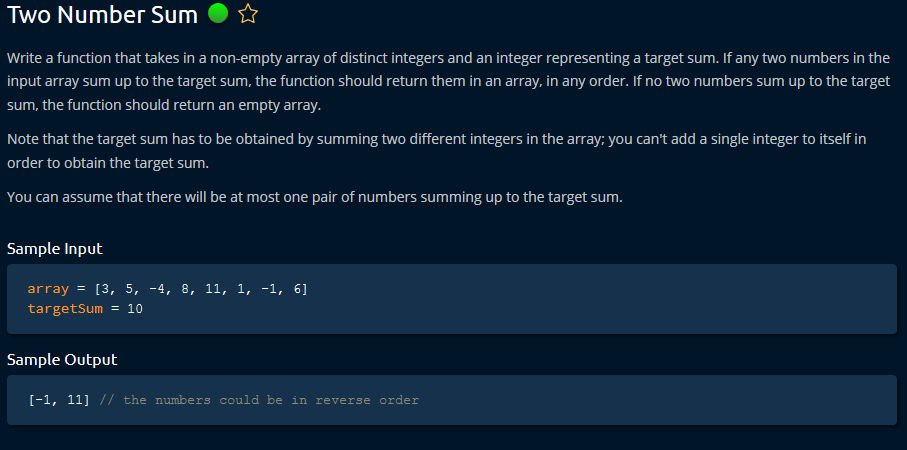 Two Number Sum
Write a function that takes in a non-empty array of distinct integers and an integer representing a target sum. If any two numbers in the
input array sum up to the target sum, the function should return them in an array, in any order. If no two numbers sum up to the target
sum, the function should return an empty array.
Note that the target sum has to be obtained by summing two different integers in the array; you can't add a single integer to itself in
order to obtain the target sum.
You can assume that there will be at most one pair of numbers summing up to the target sum.
Sample Input
array = [3, 5, -4, 8, 11, 1, -1, 6]
targetSum = 10
Sample Output
[-1, 11] // the numbers could be in reverse order